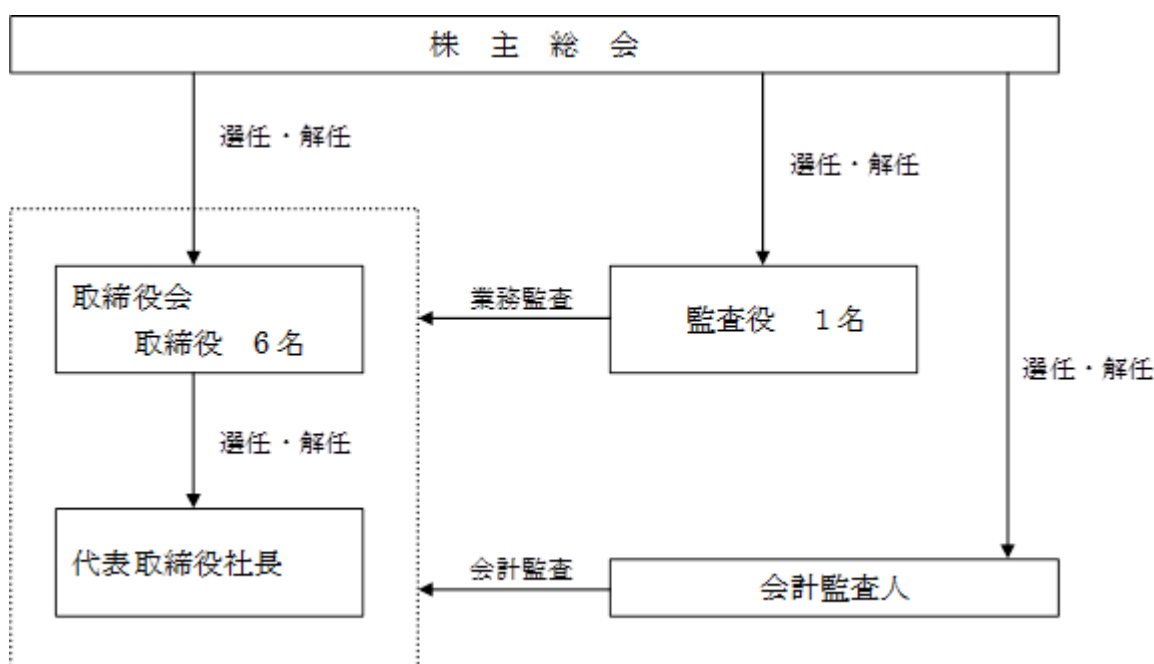 株 主 総 会
選任・解任
選任・解任
取締役会
取締役 6名
業務監査
監査役 1名
選任・解任
選任・解任
代表取締役社長
会計監査
会計監査人